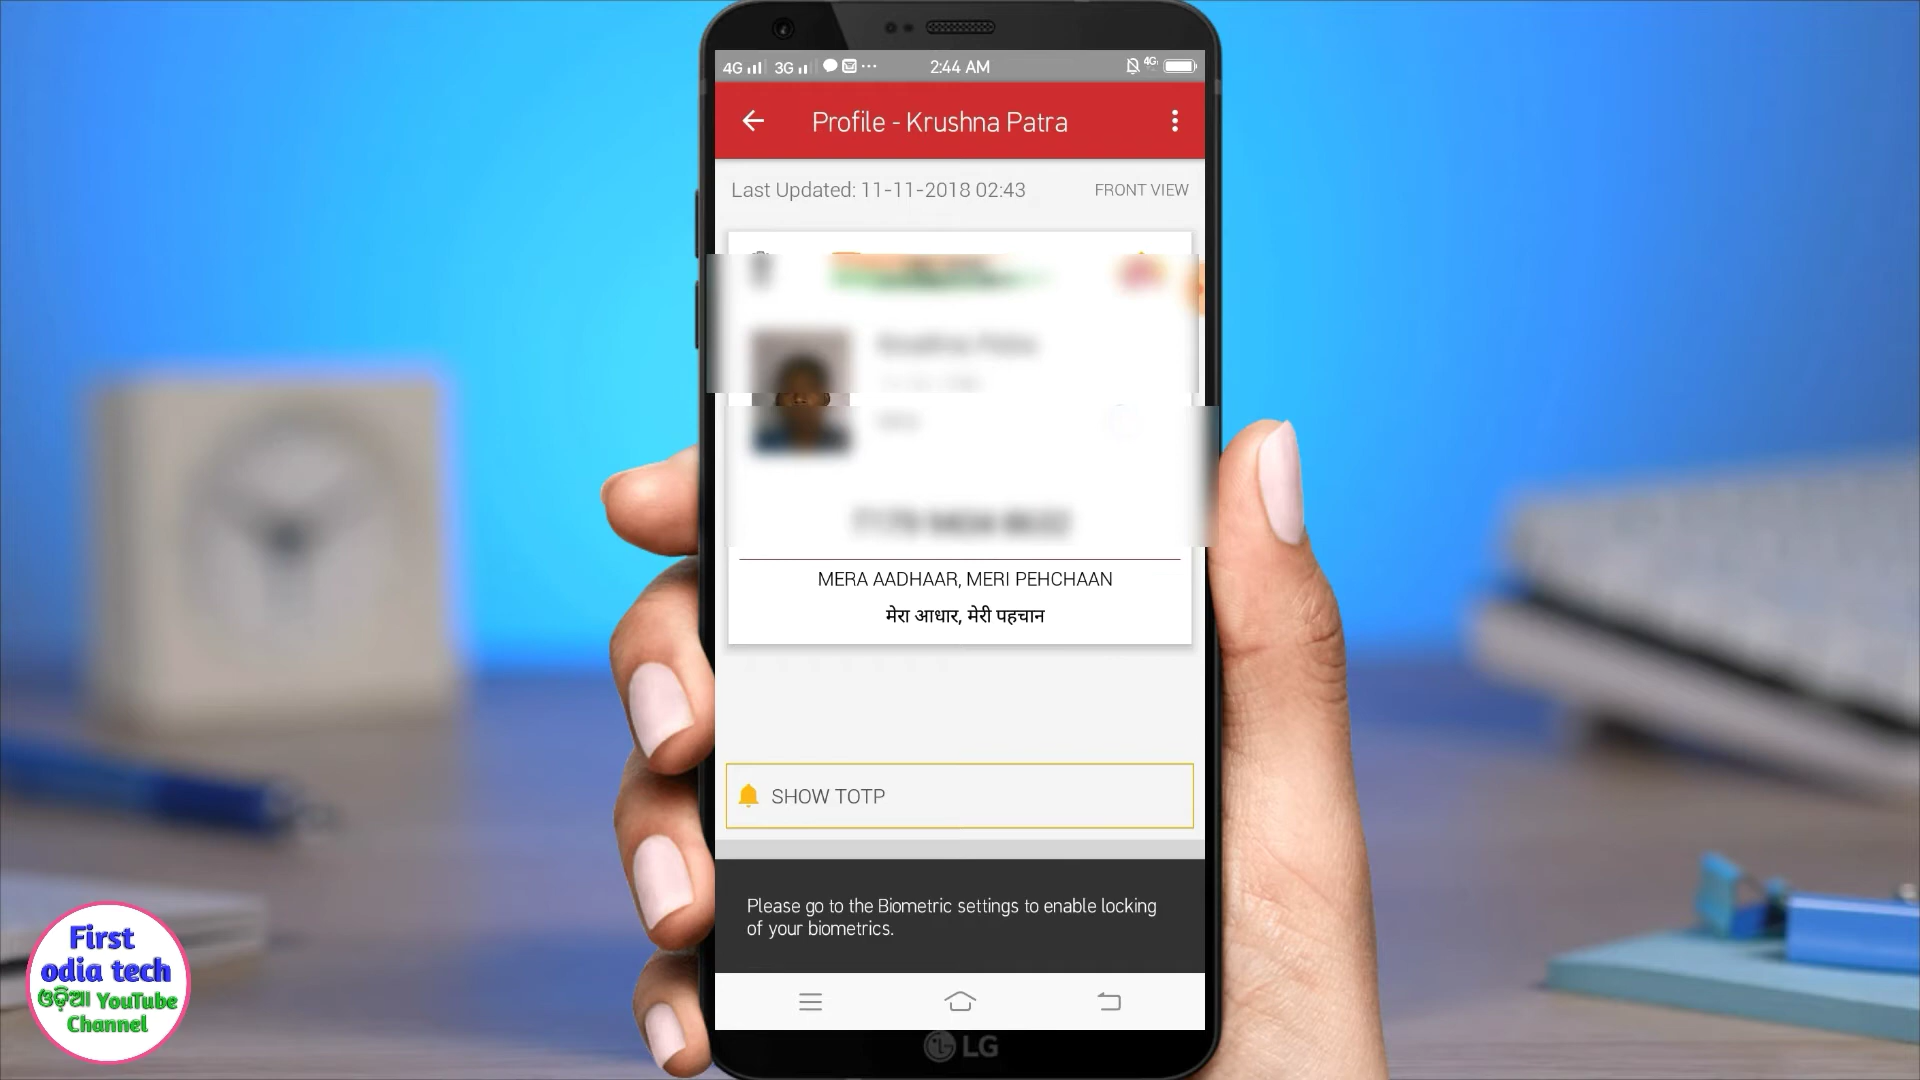 4G 3G 2:44 AM 4G
Profile - Krushna Patra
Last Updated: 11-11-2018 02:43 FRONT VIEW
MERA AADHAAR, MERI PEHCHAAN
मेरा आधार, मेरी पहचान
SHOW TOTP
Please go to the Biometric settings to enable locking
of your biometrics.
LG
First
odia tech
ଓଡ଼ିଆ YouTube
Channel